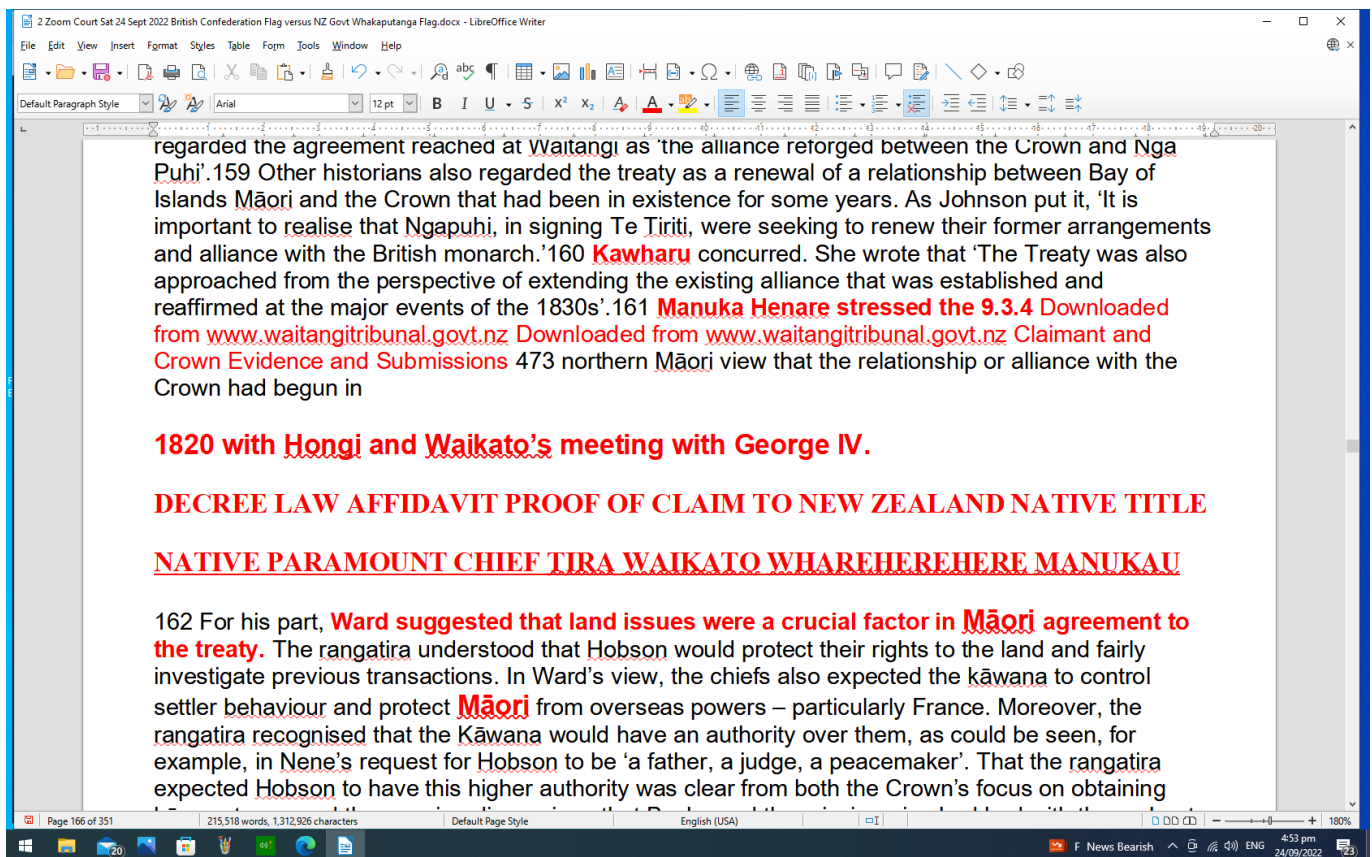 2 Zoom Court Sat 24 Sept 2022 British Confederation Flag versus NZ Govt Whakaputanga Flag.docx - LibreOffice Writer
File Edit View Insert Format Styles Table Form Tools Window Help
Default Paragraph Style Arial 12 pt
regarded the agreement reached at Waitangi as ‘the alliance reforged between the Crown and Nga
Puhi’.159 Other historians also regarded the treaty as a renewal of a relationship between Bay of
Islands Māori and the Crown that had been in existence for some years. As Johnson put it, ‘It is
important to realise that Ngapuhi, in signing Te Tiriti, were seeking to renew their former arrangements
and alliance with the British monarch.’160 Kawharu concurred. She wrote that ‘The Treaty was also
approached from the perspective of extending the existing alliance that was established and
reaffirmed at the major events of the 1830s’.161 Manuka Henare stressed the 9.3.4 Downloaded
from www.waitangitribunal.govt.nz Downloaded from www.waitangitribunal.govt.nz Claimant and
Crown Evidence and Submissions 473 northern Māori view that the relationship or alliance with the
Crown had begun in
1820 with Hongi and Waikato’s meeting with George IV.
DECREE LAW AFFIDAVIT PROOF OF CLAIM TO NEW ZEALAND NATIVE TITLE
NATIVE PARAMOUNT CHIEF TIRA WAIKATO WHAREHEREHERE MANUKAU
162 For his part, Ward suggested that land issues were a crucial factor in Māori agreement to
the treaty. The rangatira understood that Hobson would protect their rights to the land and fairly
investigate previous transactions. In Ward’s view, the chiefs also expected the kāwana to control
settler behaviour and protect Māori from overseas powers – particularly France. Moreover, the
rangatira recognised that the Kāwana would have an authority over them, as could be seen, for
example, in Nene’s request for Hobson to be ‘a father, a judge, a peacemaker’. That the rangatira
expected Hobson to have this higher authority was clear from both the Crown’s focus on obtaining
Page 166 of 351 215,518 words, 1,312,926 characters Default Page Style English (USA) 180%
F News Bearish ENG 4:53 pm
24/09/2022